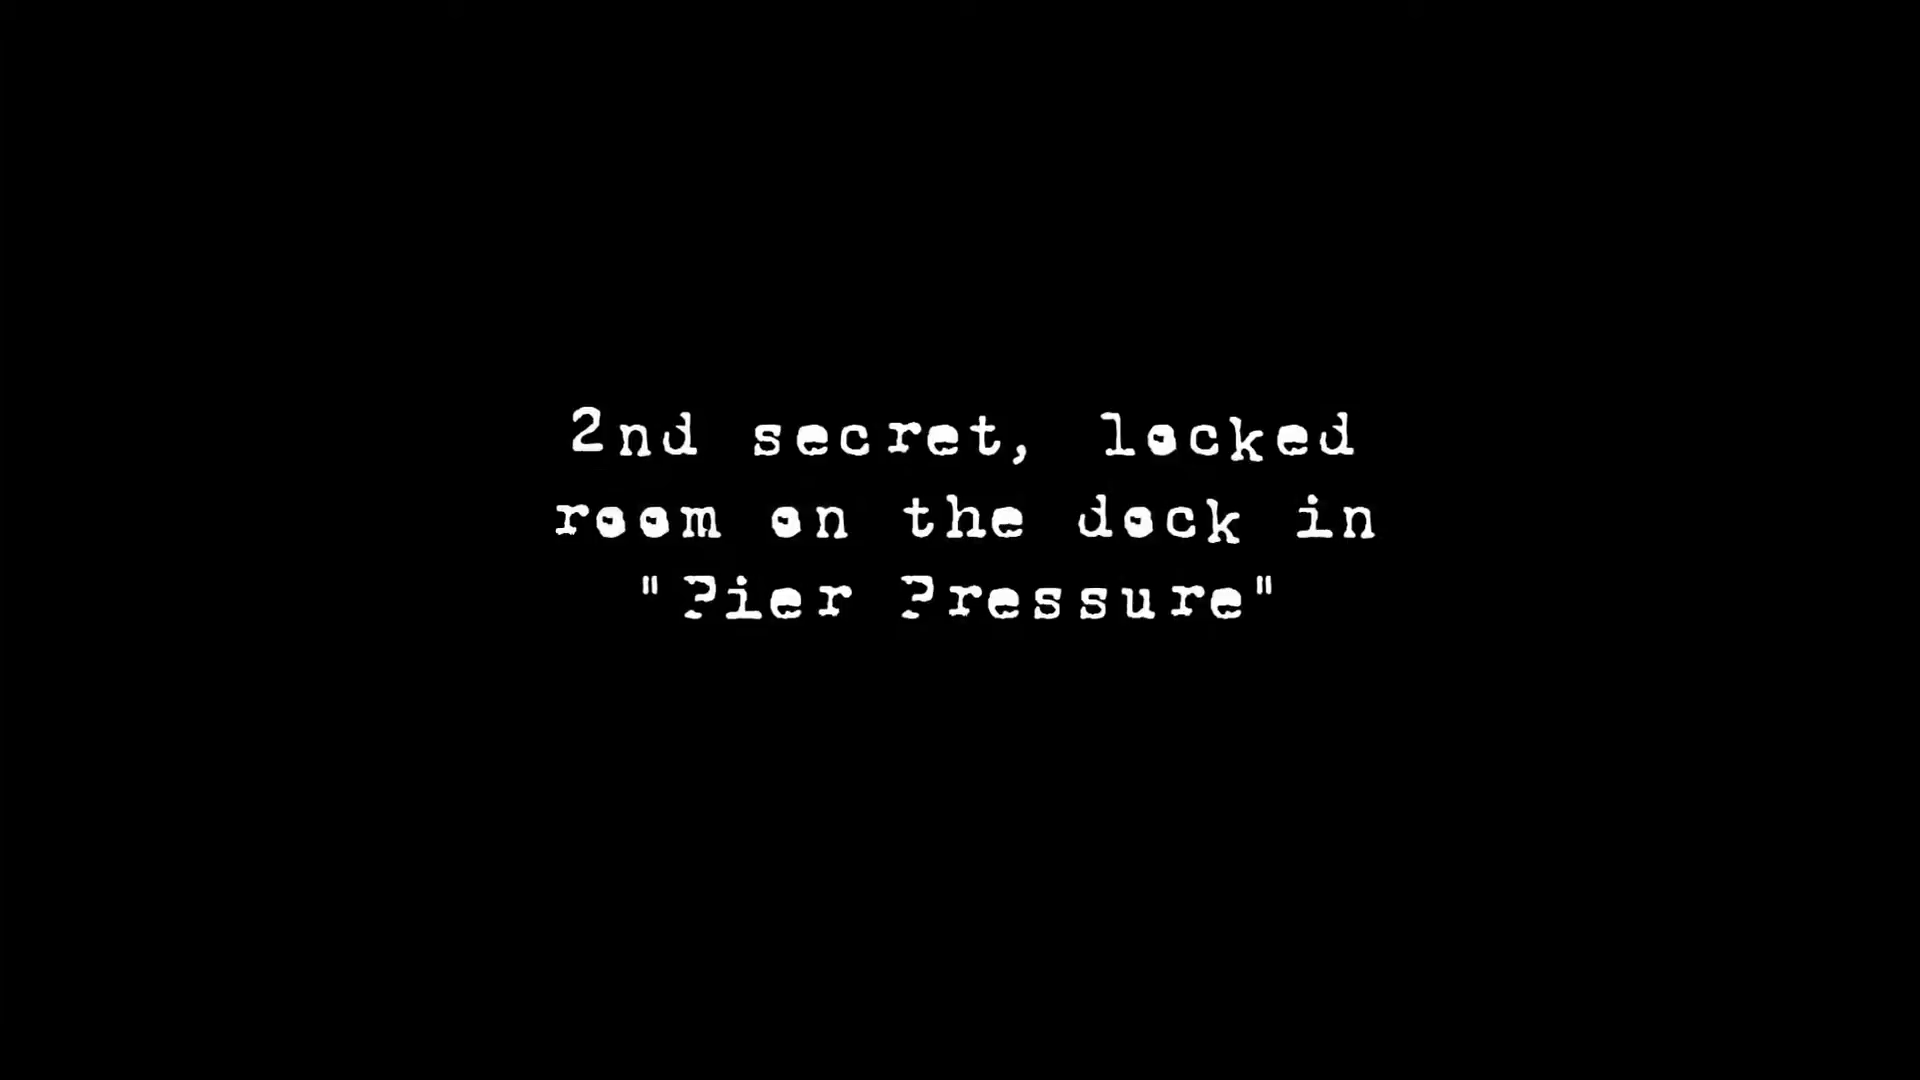 2nd secret, locked
room on the dock in
"Pier Pressure"